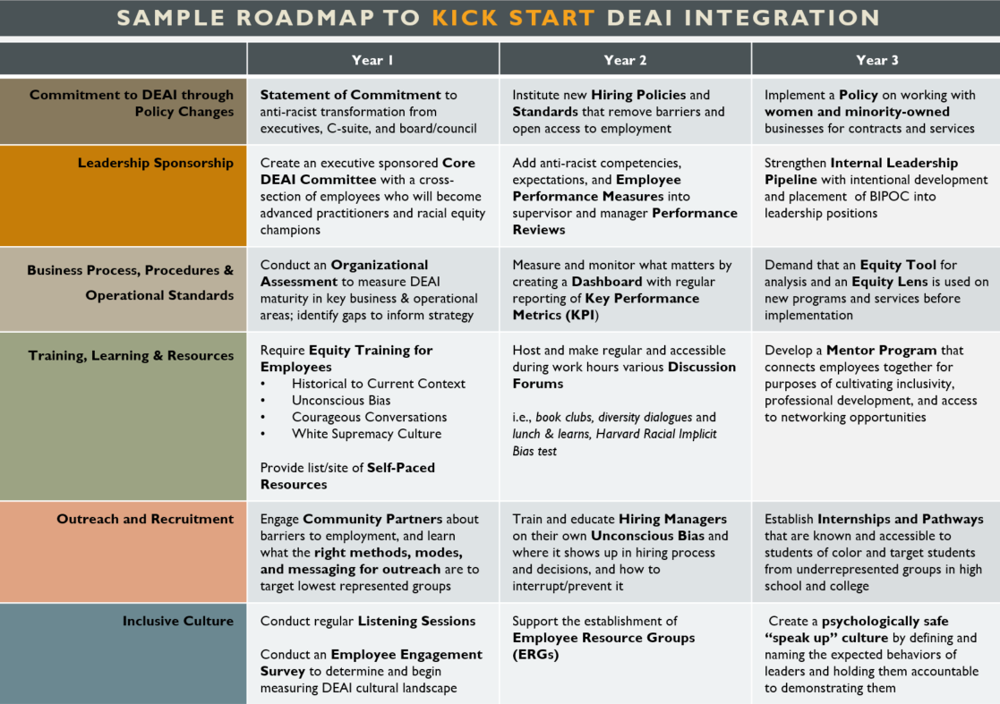 SAMPLE ROADMAP TO KICK START DEAI INTEGRATION
Year 1
Year 2
Year 3
Commitment to DEAI through
Policy Changes
Statement of Commitment to
anti-racist transformation from
executives, C-suite, and board/council
Institute new Hiring Policies and
Standards that remove barriers and
open access to employment
Implement a Policy on working with
women and minority-owned
businesses for contracts and services
Leadership Sponsorship
Create an executive sponsored Core
DEAI Committee with a cross-
section of employees who will become
advanced practitioners and racial equity
champions
Add anti-racist competencies,
expectations, and Employee
Performance Measures into
supervisor and manager Performance
Reviews
Strengthen Internal Leadership
Pipeline with intentional development
and placement of BIPOC into
leadership positions
Business Process, Procedures &
Operational Standards
Conduct an Organizational
Assessment to measure DEAI
maturity in key business & operational
areas; identify gaps to inform strategy
Measure and monitor what matters by
creating a Dashboard with regular
reporting of Key Performance
Metrics (KPI)
Demand that an Equity Tool for
analysis and an Equity Lens is used on
new programs and services before
implementation
Training, Learning & Resources
Require Equity Training for
Employees
• Historical to Current Context
• Unconscious Bias
• Courageous Conversations
• White Supremacy Culture
Provide list/site of Self-Paced
Resources
Host and make regular and accessible
during work hours various Discussion
Forums
i.e., book clubs, diversity dialogues and
lunch & learns, Harvard Racial Implicit
Bias test
Develop a Mentor Program that
connects employees together for
purposes of cultivating inclusivity,
professional development, and access
to networking opportunities
Outreach and Recruitment
Engage Community Partners about
barriers to employment, and learn
what the right methods, modes,
and messaging for outreach are to
target lowest represented groups
Train and educate Hiring Managers
on their own Unconscious Bias and
where it shows up in hiring process
and decisions, and how to
interrupt/prevent it
Establish Internships and Pathways
that are known and accessible to
students of color and target students
from underrepresented groups in high
school and college
Inclusive Culture
Conduct regular Listening Sessions
Conduct an Employee Engagement
Survey to determine and begin
measuring DEAI cultural landscape
Support the establishment of
Employee Resource Groups
(ERGs)
Create a psychologically safe
“speak up” culture by defining and
naming the expected behaviors of
leaders and holding them accountable
to demonstrating them